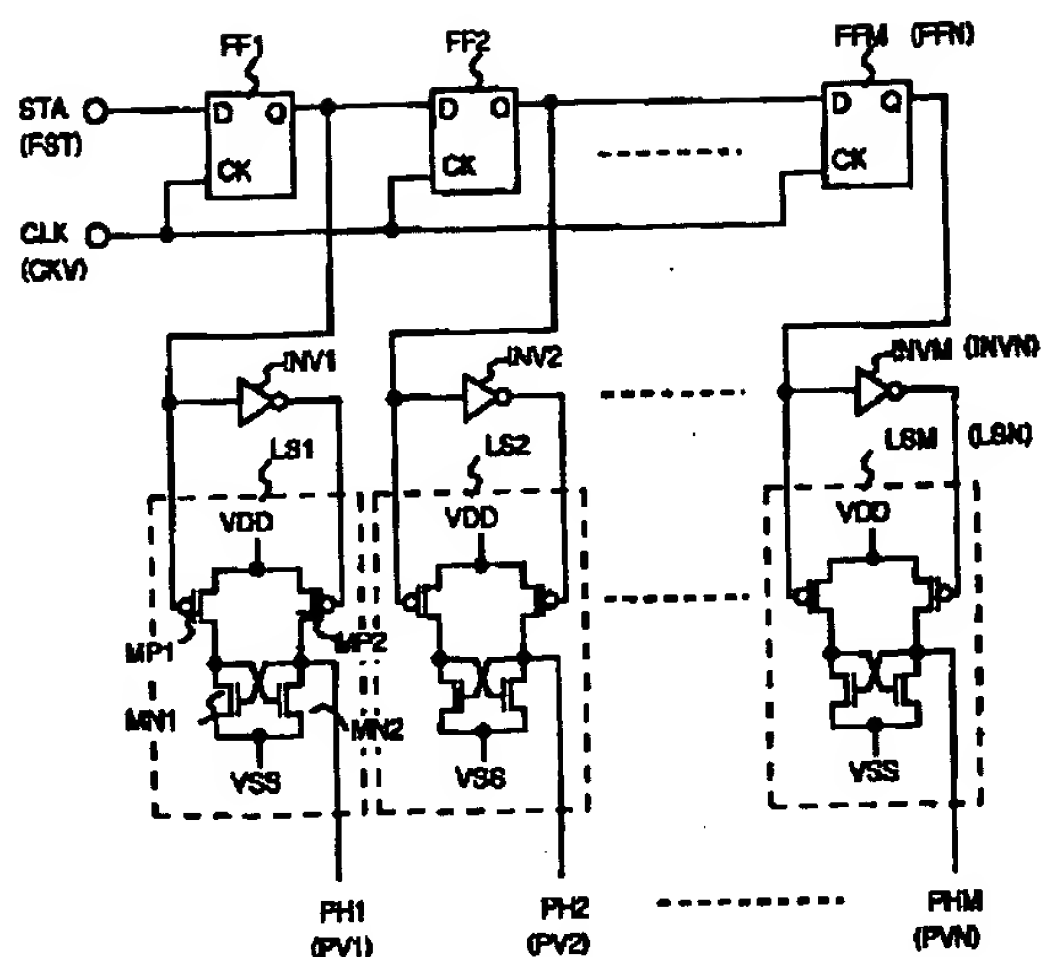 FF1 FF2 FFM (FFN)
STA D Q D Q D Q
(FST)
CK CK CK
CLK
(CKV)
INV1 INV2 INVM (INVN)
LS1 LS2 LSM (LSN)
VDD VDD VDD
MP1 MP2
MN1 MN2
VSS VSS VSS
PH1 PH2 PHM
(PV1) (PV2) (PVN)